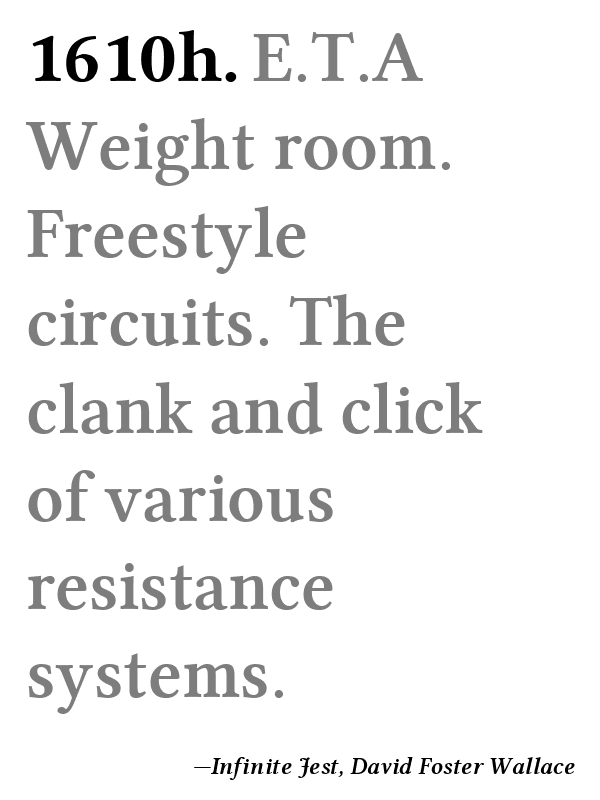 1610h. E.T.A
Weight room.
Freestyle
circuits. The
clank and click
of various
resistance
systems.
—Infinite Jest, David Foster Wallace